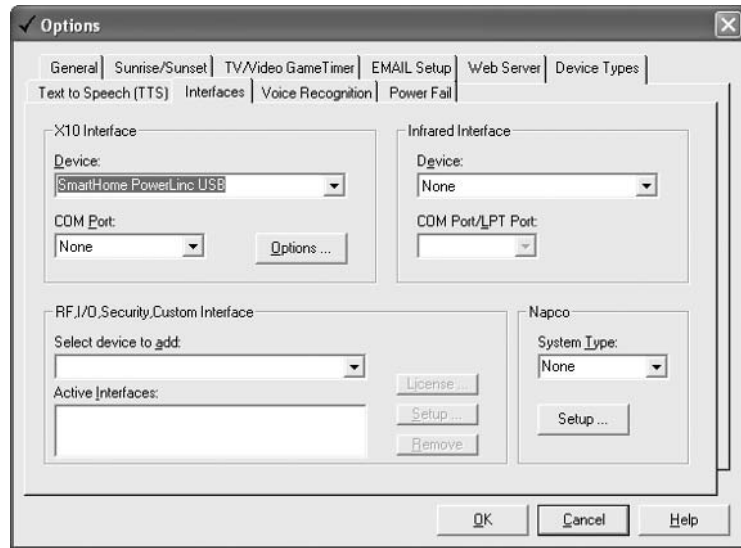 Options
General Sunrise/Sunset TV/Video GameTimer EMAIL Setup Web Server Device Types
Text to Speech (TTS) Interfaces Voice Recognition Power Fail
X10 Interface
Device:
SmartHome PowerLinc USB
COM Port:
None
Options ...
Infrared Interface
Device:
None
COM Port/LPT Port:
RF,I/O,Security,Custom Interface
Select device to add:
Active Interfaces:
License ...
Setup ...
Remove
Napco
System Type:
None
Setup ...
OK Cancel Help